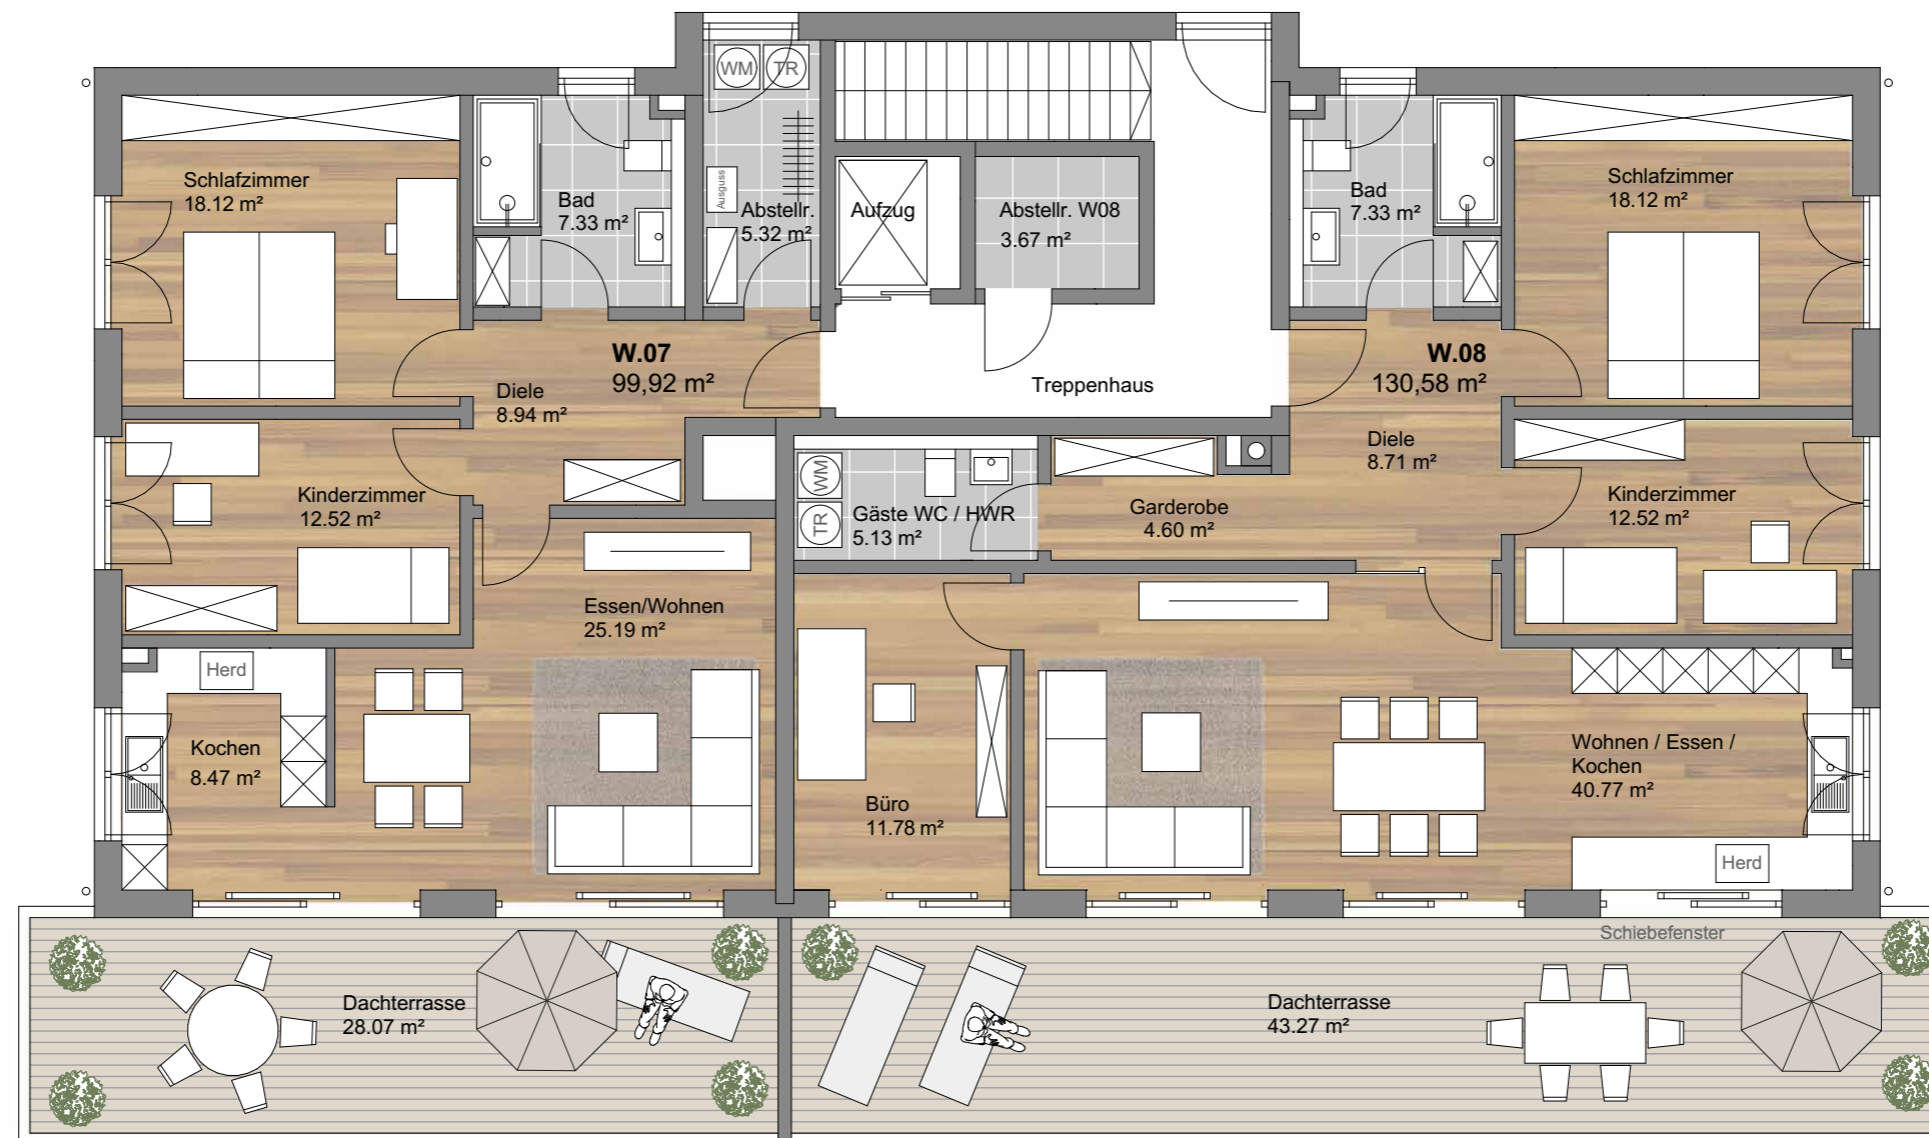 WM
TR
Ausguss
Schlafzimmer
18.12 m²
Bad
7.33 m²
Abstellr.
5.32 m²
Aufzug
Abstellr. W08
3.67 m²
Bad
7.33 m²
Schlafzimmer
18.12 m²
W.07
99,92 m²
Diele
8.94 m²
Treppenhaus
W.08
130,58 m²
Diele
8.71 m²
Kinderzimmer
12.52 m²
WM
TR
Gäste WC / HWR
5.13 m²
Garderobe
4.60 m²
Kinderzimmer
12.52 m²
Essen/Wohnen
25.19 m²
Herd
Kochen
8.47 m²
Büro
11.78 m²
Wohnen / Essen /
Kochen
40.77 m²
Herd
Schiebefenster
Dachterrasse
28.07 m²
Dachterrasse
43.27 m²